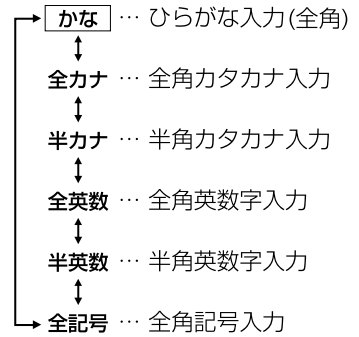 かな … ひらがな入力(全角)
全カナ … 全角カタカナ入力
半カナ … 半角カタカナ入力
全英数 … 全角英数字入力
半英数 … 半角英数字入力
全記号 … 全角記号入力